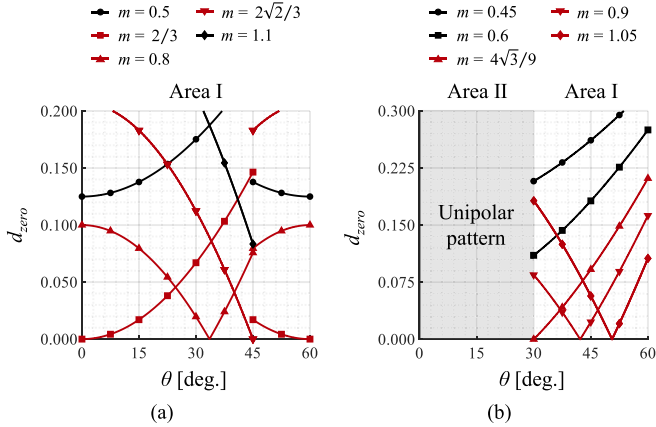 m = 0.5
m = 2√2/3
m = 2/3
m = 1.1
m = 0.8
m = 0.45
m = 0.9
m = 0.6
m = 1.05
m = 4√3/9
Area I
0.200
0.150
0.100
0.050
0.000
d_zero
0 15 30 45 60
θ [deg.]
(a)
Area II Area I
0.300
0.225
0.150
0.075
0.000
d_zero
Unipolar
pattern
0 15 30 45 60
θ [deg.]
(b)